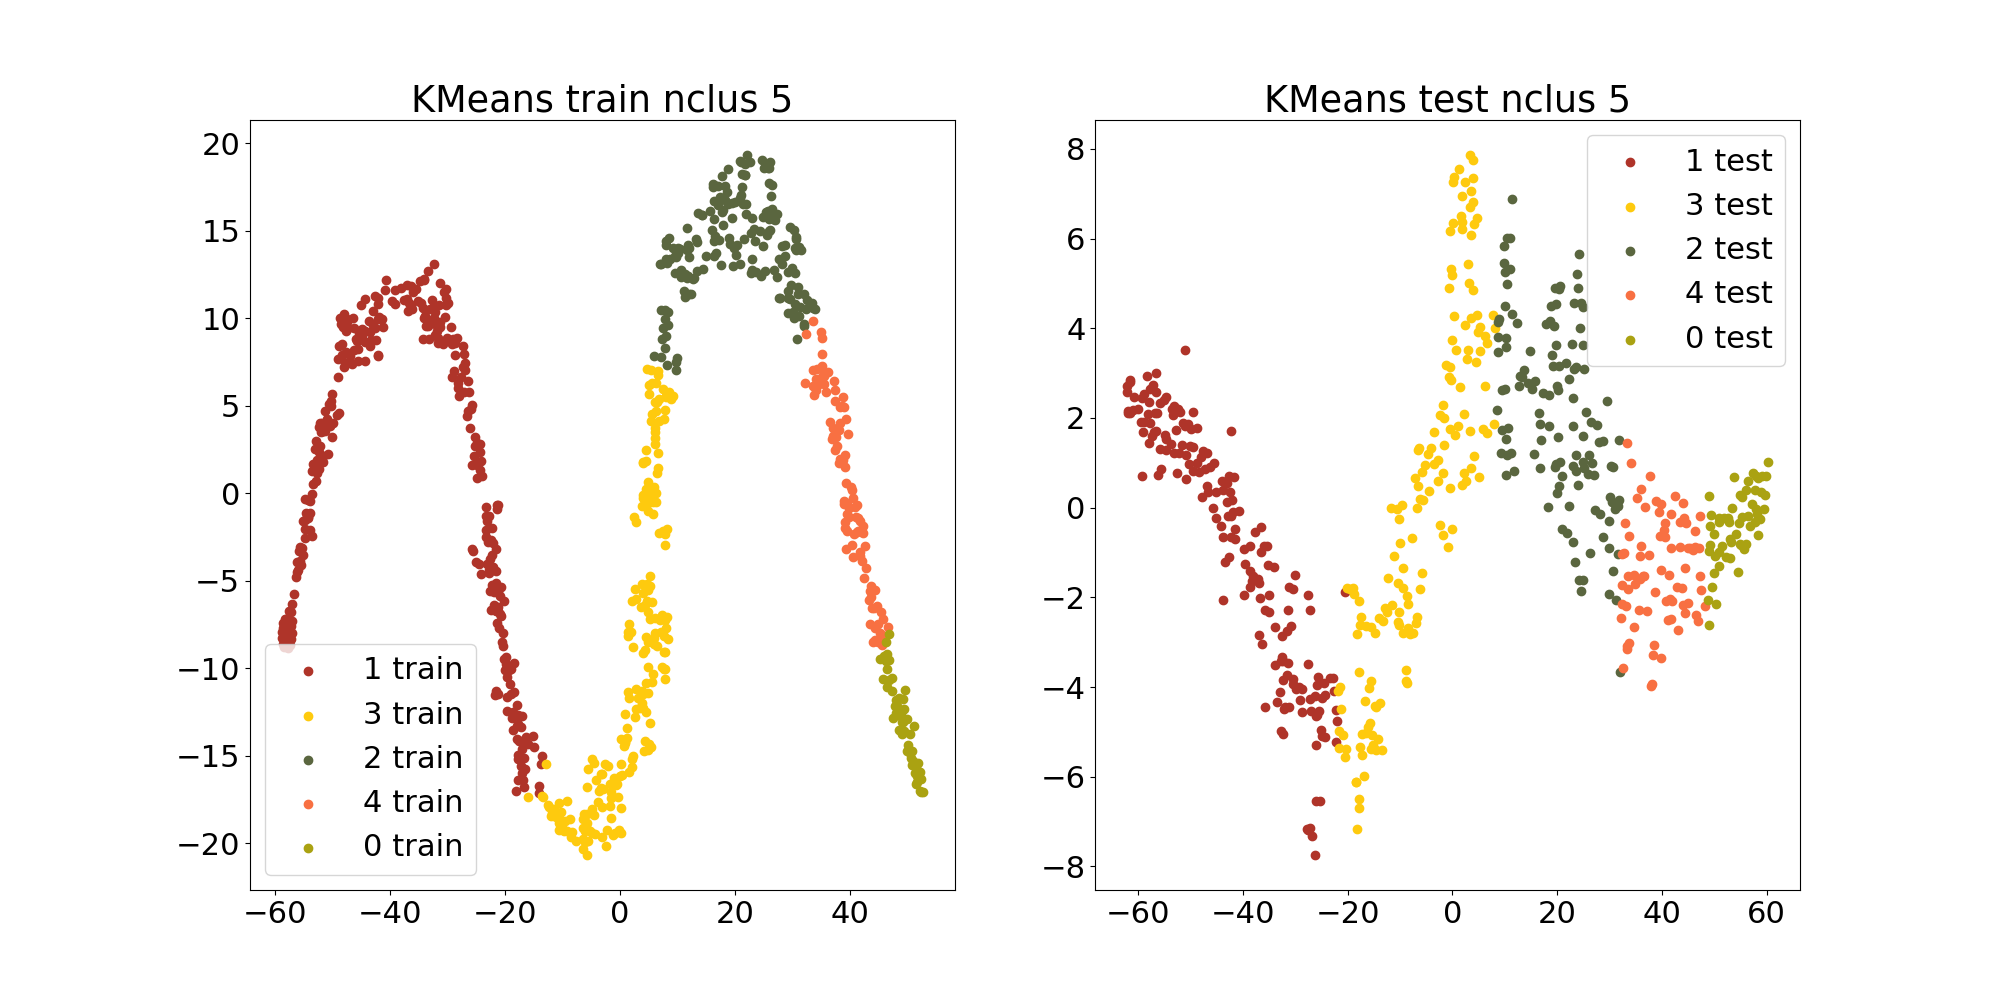 KMeans train nclus 5
20
15
10
5
0
−5
−10
−15
−20
−60 −40 −20 0 20 40
1 train
3 train
2 train
4 train
0 train
KMeans test nclus 5
8
6
4
2
0
−2
−4
−6
−8
−60 −40 −20 0 20 40 60
1 test
3 test
2 test
4 test
0 test